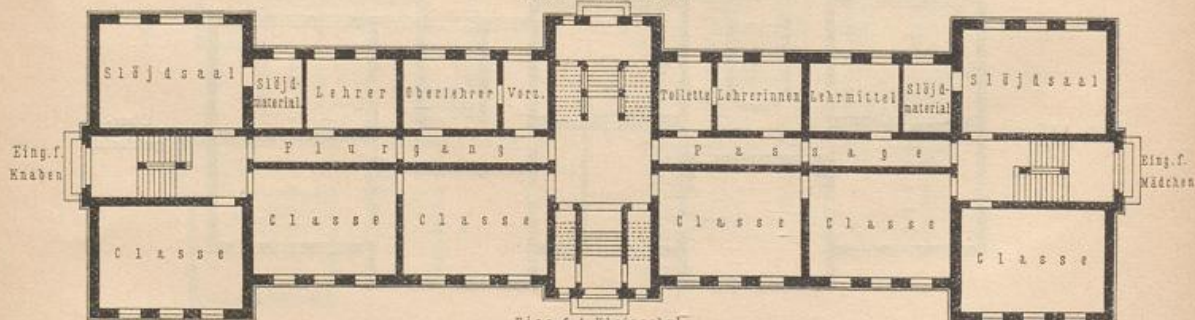 Slöjdsaal
Slöjd-
material
Lehrer
Oberlehrer
Vorz.
Toilette
Lehrerinnen
Lehrmittel
Slöjd-
material
Slöjdsaal
Eing. f.
Knaben
Flurgang
Passage
Eing. f.
Mädchen
Classe
Classe
Classe
Classe
Classe
Classe
Eing. f.